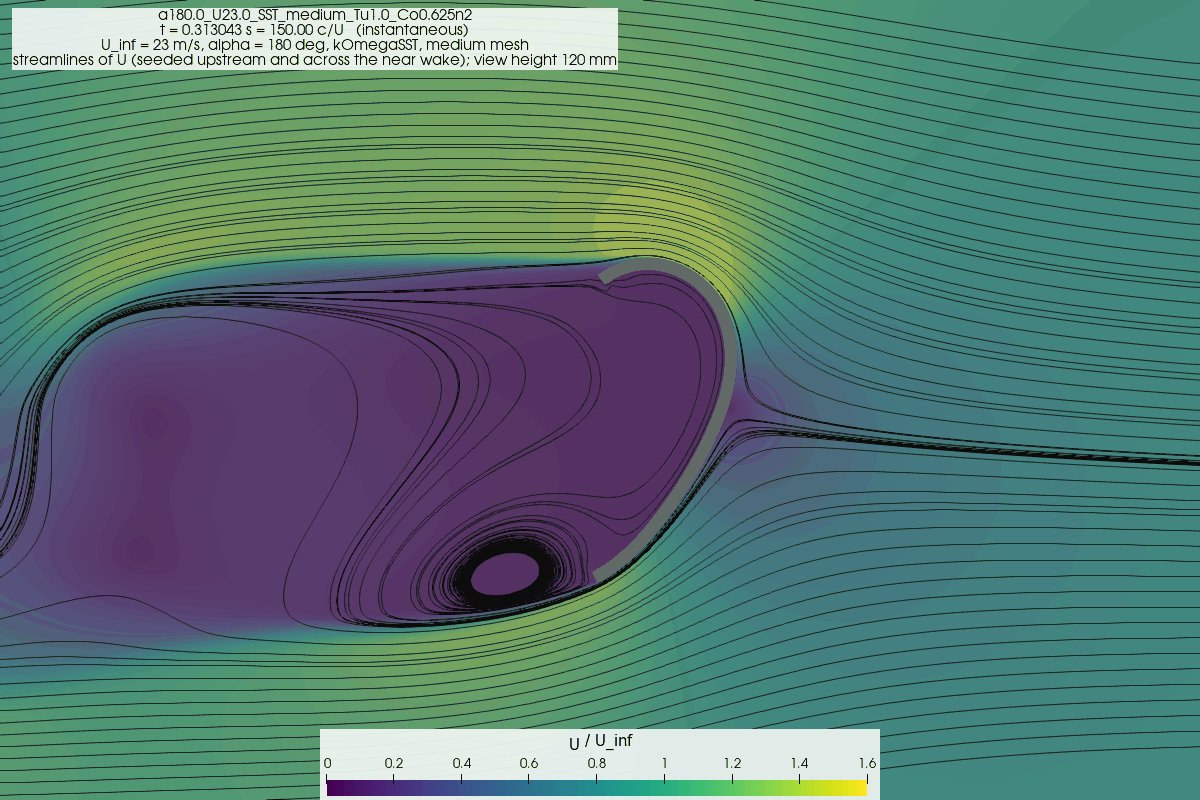 a180.0_U23.0_SST_medium_Tu1.0_Co0.625n2
t = 0.313043 s = 150.00 c/U (instantaneous)
U_inf = 23 m/s, alpha = 180 deg, kOmegaSST, medium mesh
streamlines of U (seeded upstream and across the near wake); view height 120 mm
U / U_inf
0 0.2 0.4 0.6 0.8 1 1.2 1.4 1.6